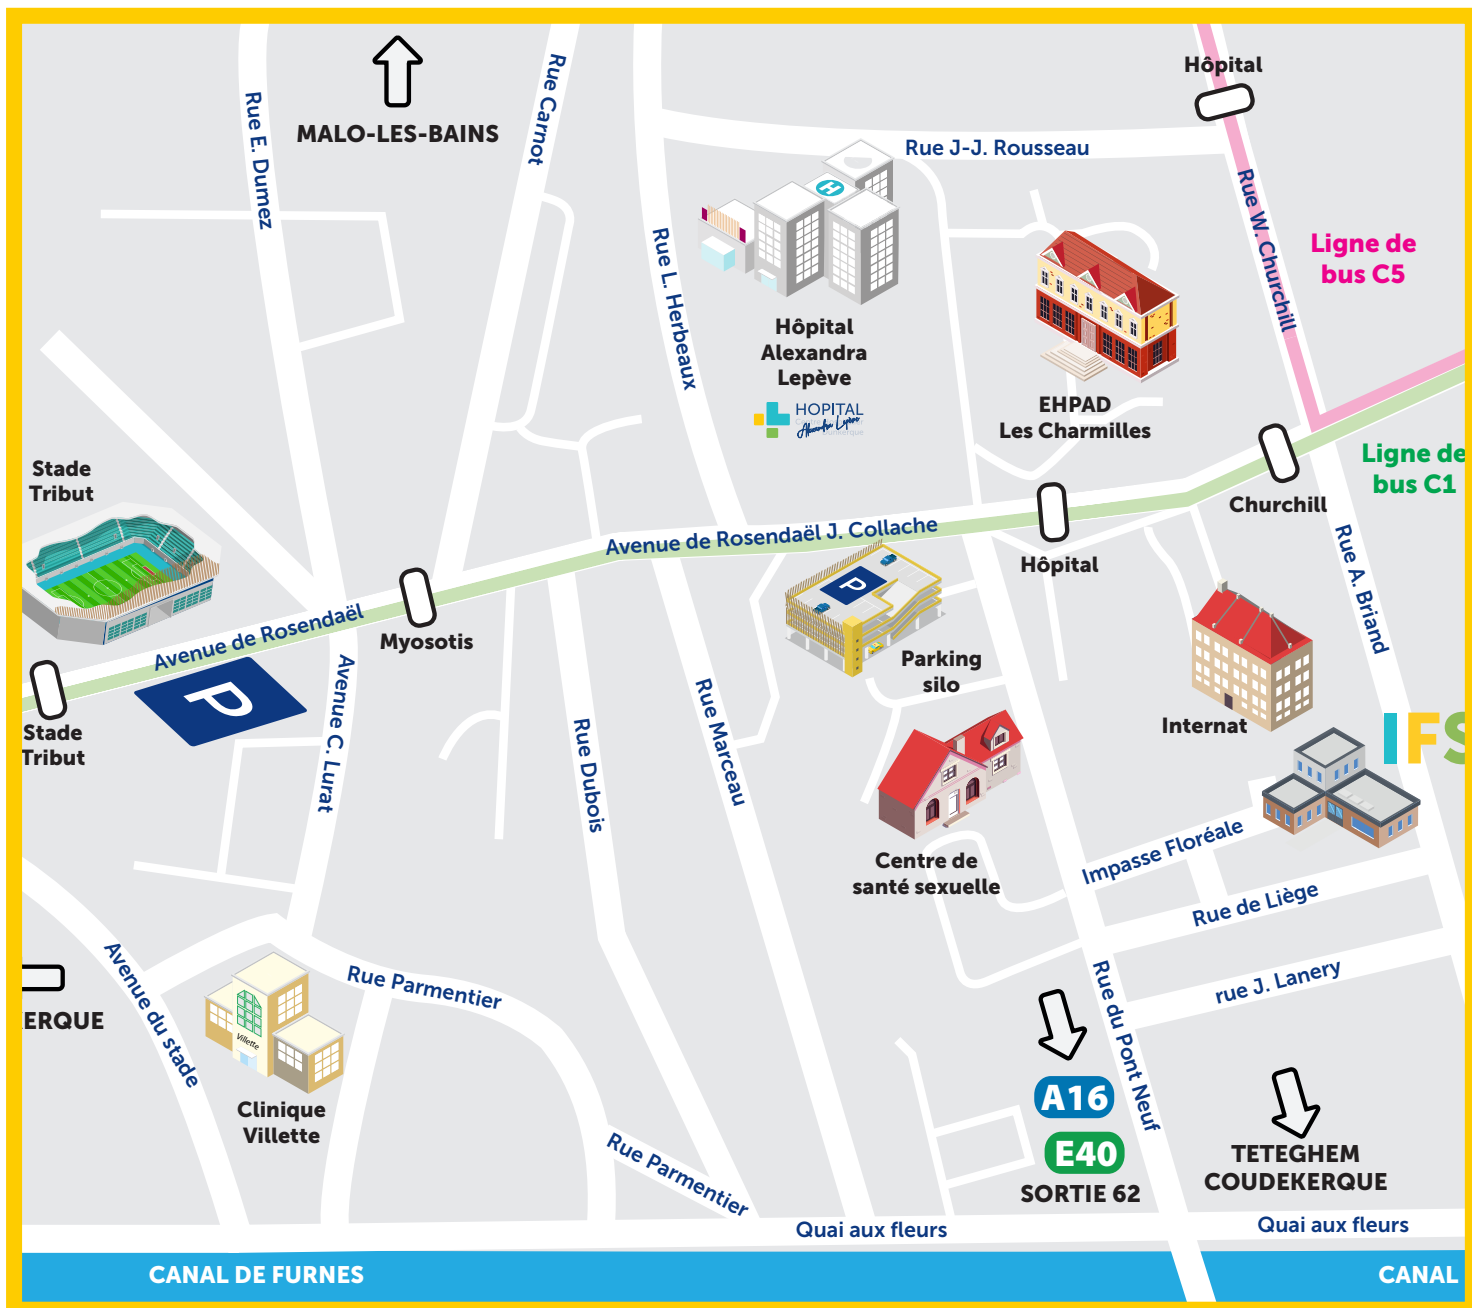 Hôpital
Rue E. Dumez
MALO-LES-BAINS
Rue Carnot
Rue J-J. Rousseau
Rue W. Churchill
H
Rue L. Herbeaux
Ligne de
bus C5
Hôpital
Alexandra
Lepève
HOPITAL
Alexandra Lepève
EHPAD
Les Charmilles
Stade
Tribut
Ligne de
bus C1
Churchill
Avenue de Rosendaël J. Collache
Hôpital
Rue A. Briand
P
Avenue de Rosendaël
Myosotis
Parking
silo
Stade
Tribut
P
Avenue C. Lurat
Rue Dubois
Rue Marceau
Internat
IFS
Impasse Floréale
Centre de
santé sexuelle
Rue de Liège
Avenue du stade
Rue Parmentier
rue J. Lanery
ERQUE
Villette
Rue du Pont Neuf
Clinique
Villette
A16
E40
SORTIE 62
TETEGHEM
COUDEKERQUE
Rue Parmentier
Quai aux fleurs
Quai aux fleurs
CANAL DE FURNES
CANAL